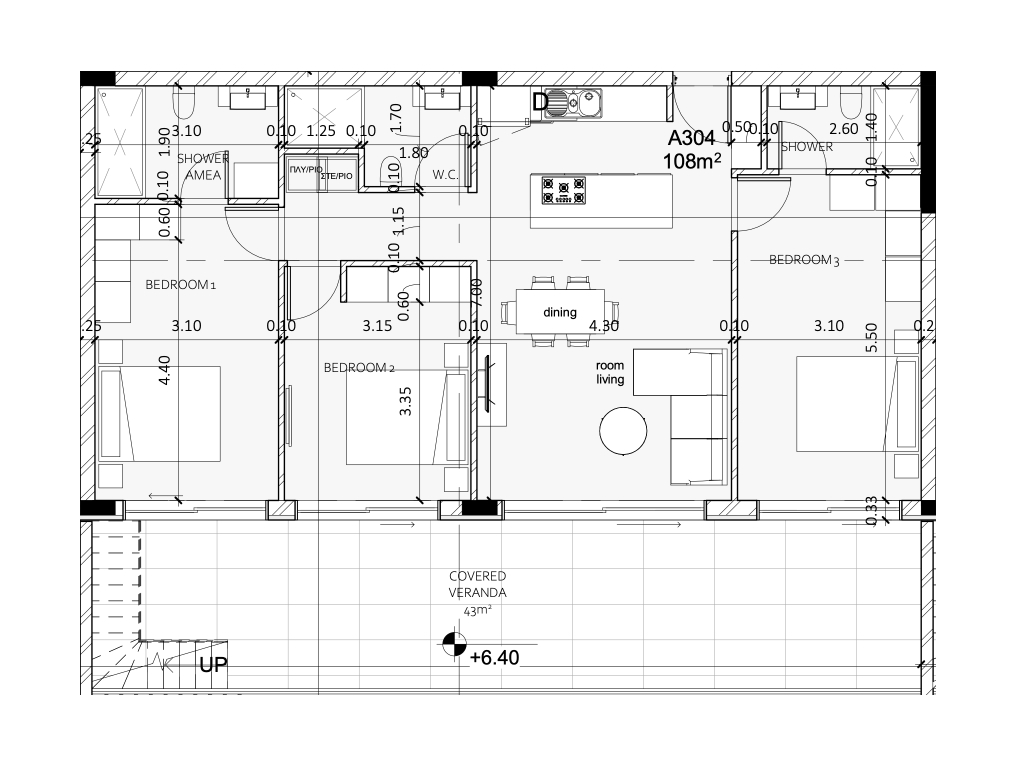 .25
3.10
1.90
SHOWER
AMEA
0.10
0.60
0.10
1.25
0.10
1.70
1.80
0.10
W.C.
0.10
ΠΛΥ/ΡΙΟ
ΣΤΕ/ΡΙΟ
1.15
0.10
0.60
7.00
A304
108m²
0.50
0.10
SHOWER
2.60
1.40
0.10
BEDROOM 1
BEDROOM 3
dining
.25
3.10
0.10
3.15
0.10
4.30
0.10
3.10
0.2
5.50
4.40
BEDROOM 2
3.35
room
living
0.33
COVERED
VERANDA
43m²
+6.40
UP